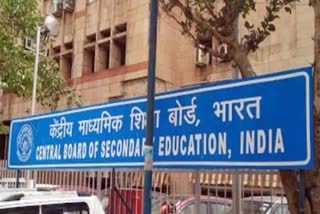 केंद्रीय माध्यमिक शिक्षा बोर्ड, भारत
CENTRAL BOARD OF SECONDARY EDUCATION, INDIA